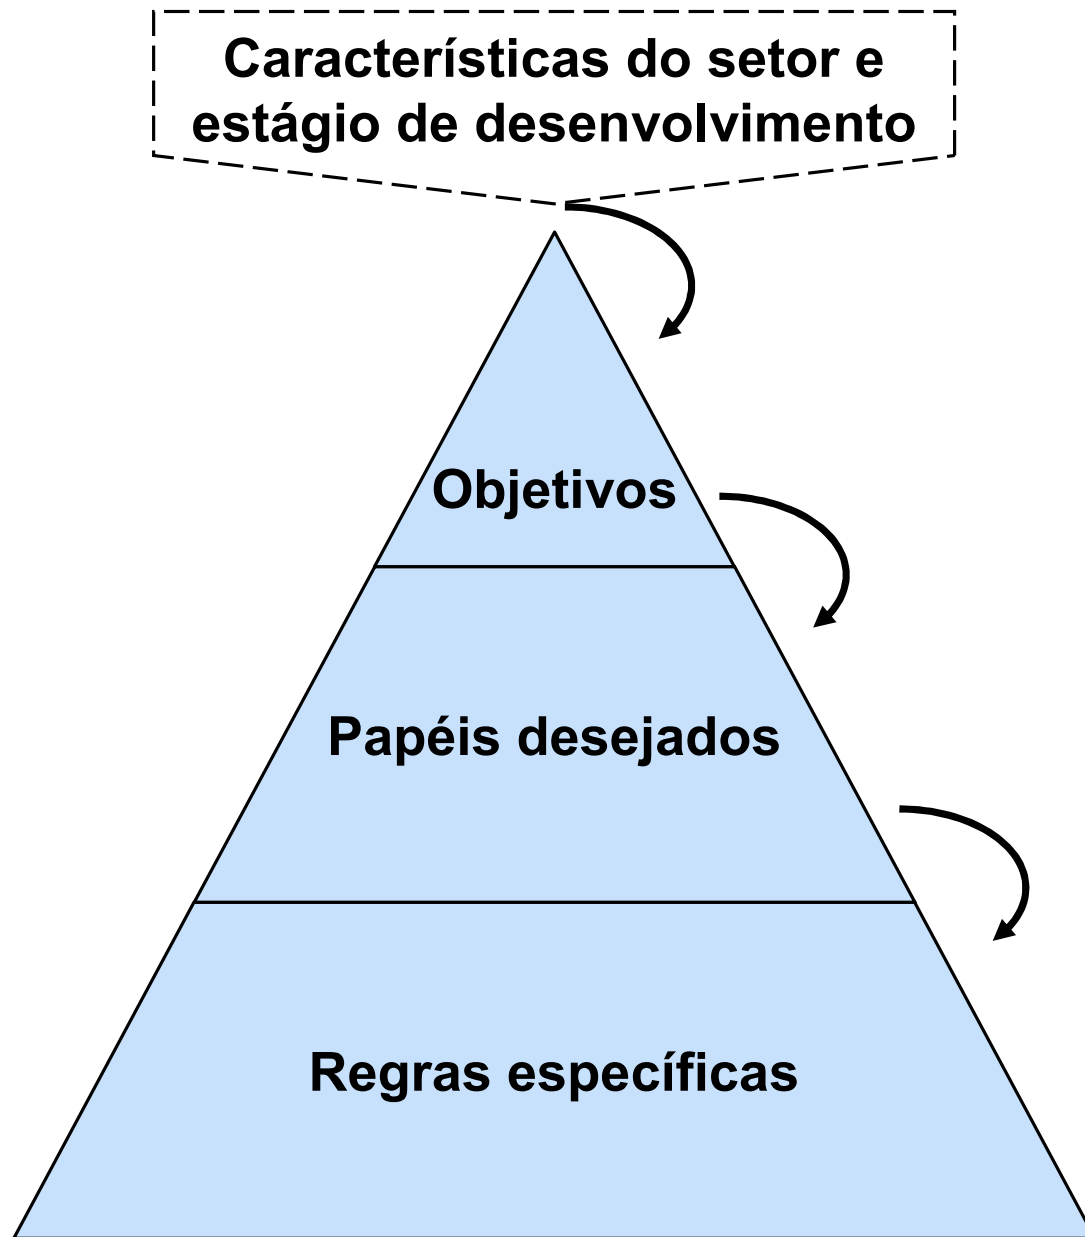 Características do setor e
estágio de desenvolvimento
Objetivos
Papéis desejados
Regras específicas